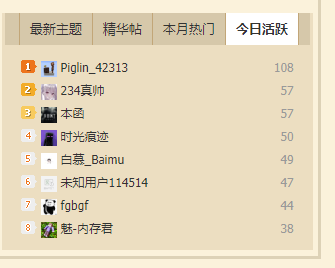 最新主题 精华帖 本月热门 今日活跃
1 Piglin_42313 108
2 234真帅 57
3 本函 57
4 时光痕迹 50
5 白慕_Baimu 49
6 未知用户114514 47
7 fgbgf 44
8 魅-内存君 38